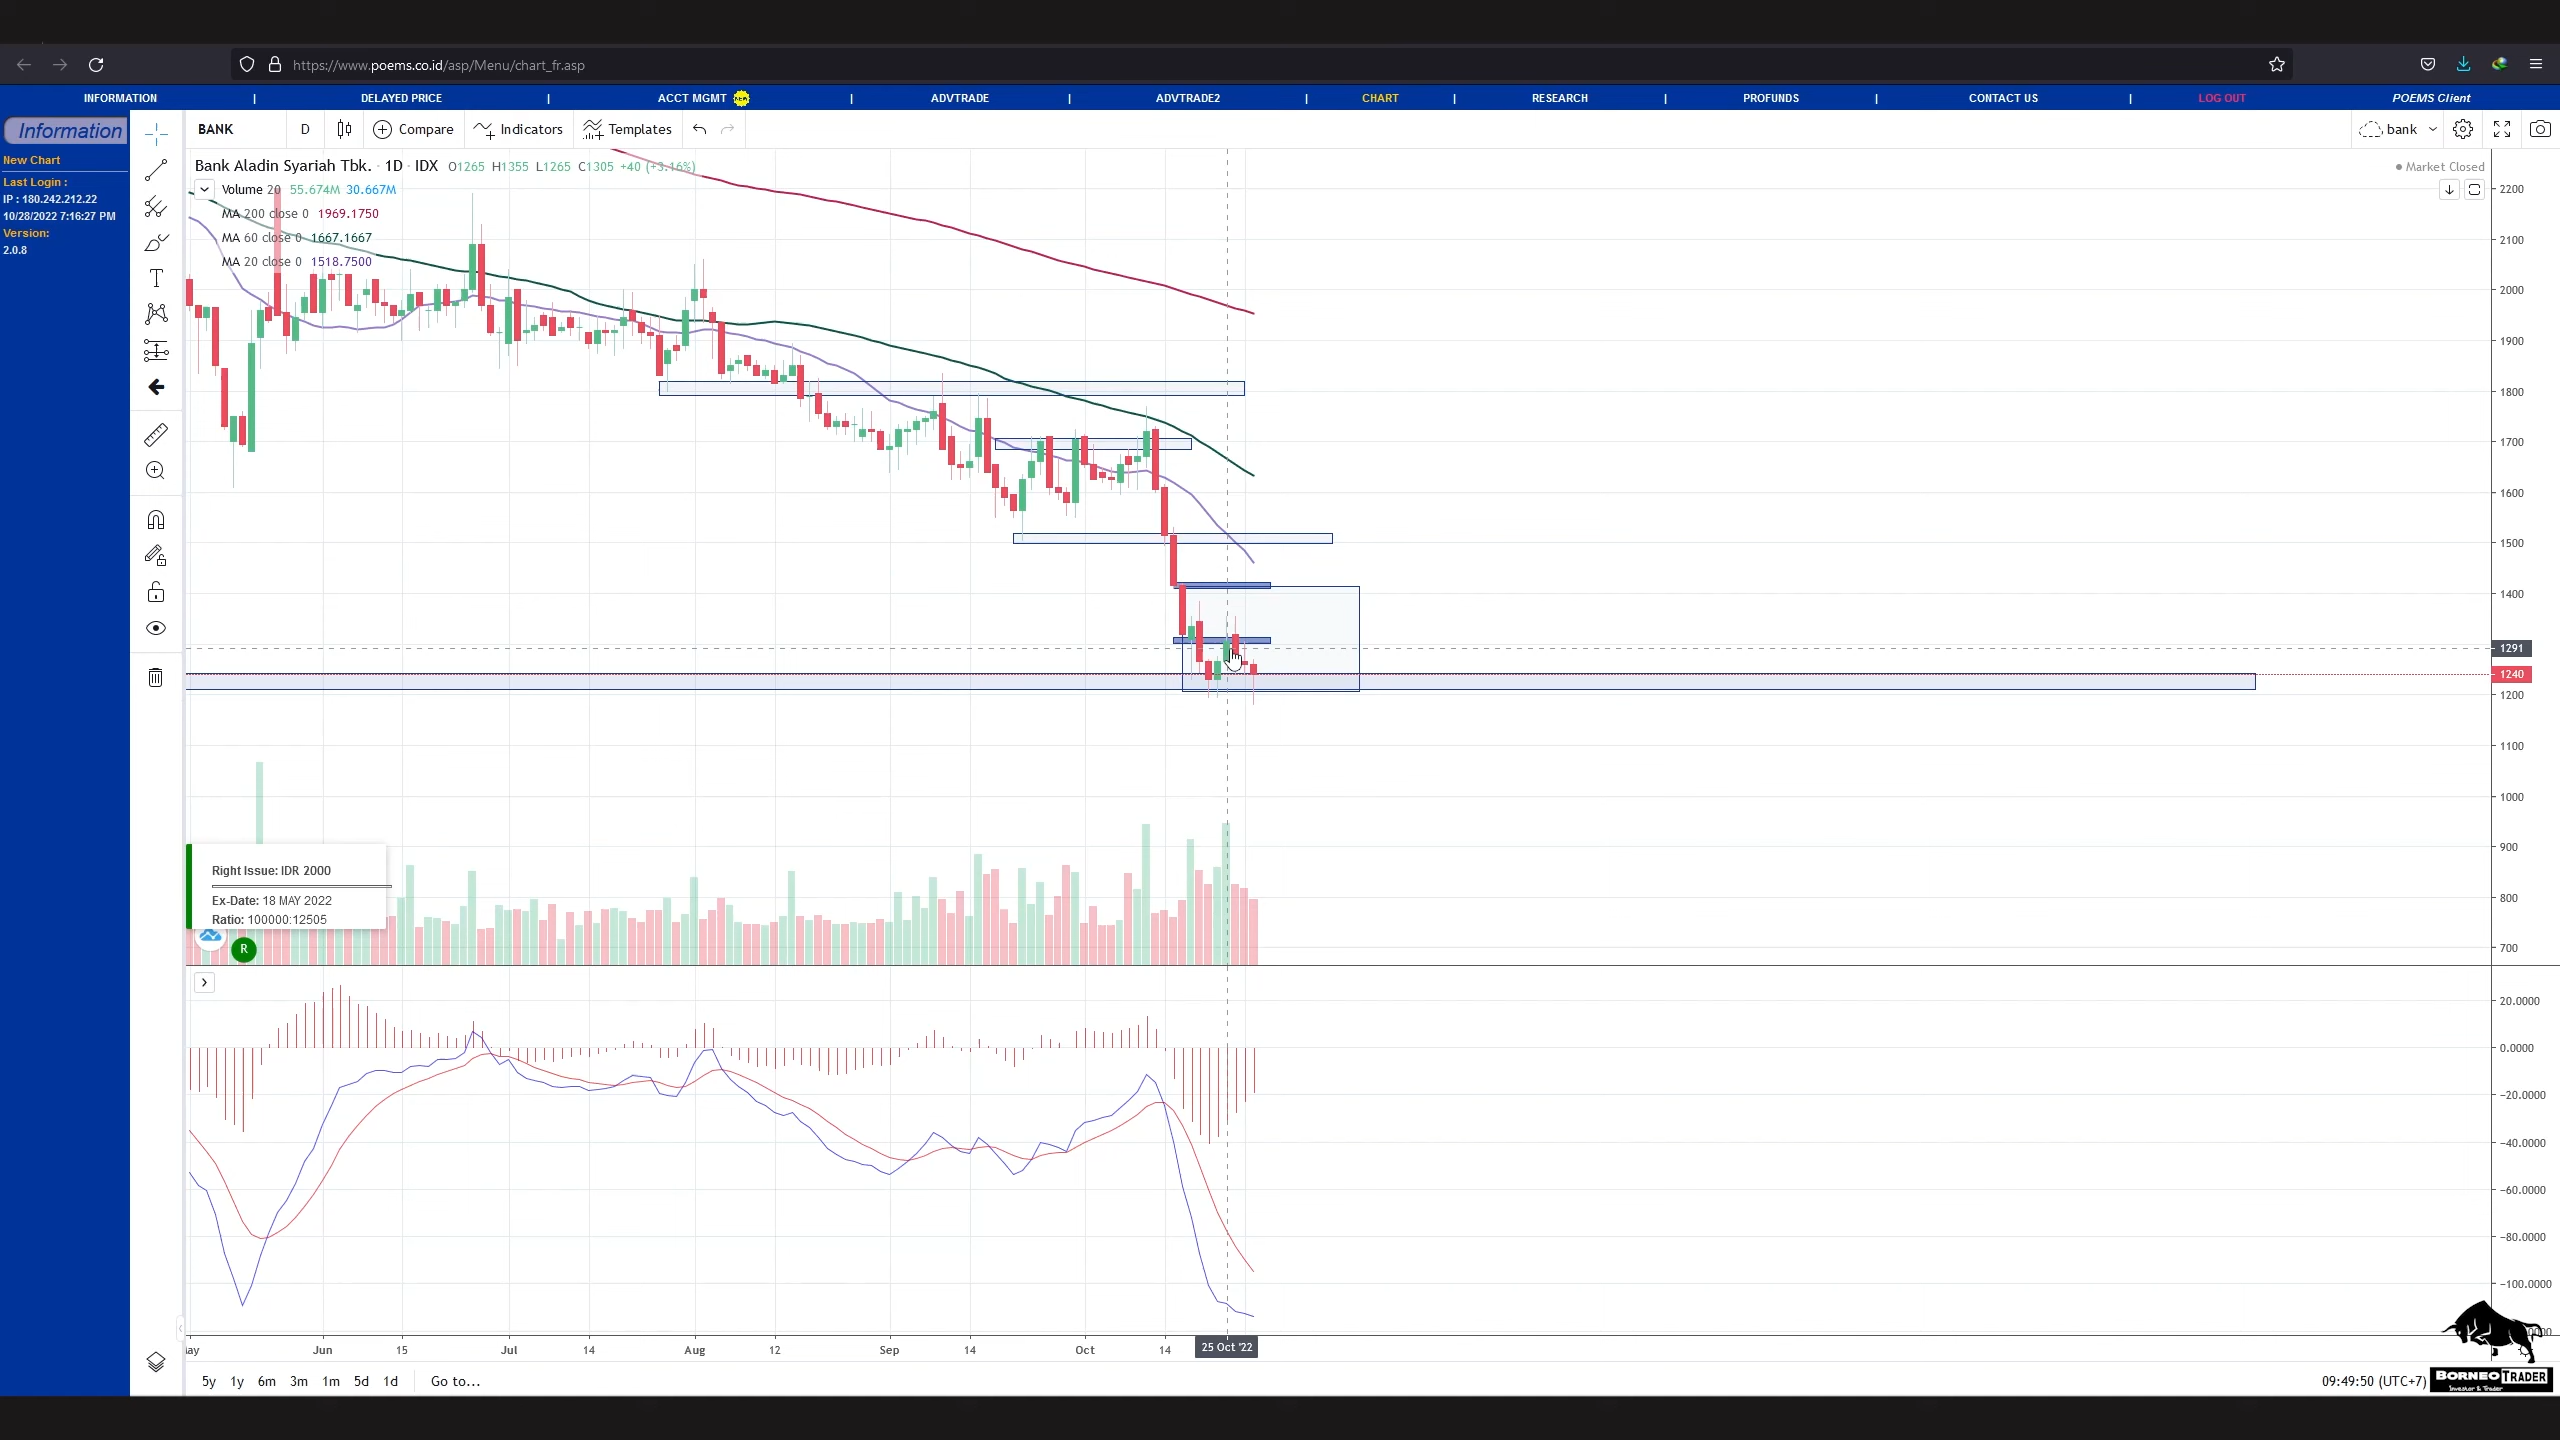 https://www.poems.co.id/asp/Menu/chart_fr.asp
INFORMATION | DELAYED PRICE | ACCT MGMT NEW | ADVTRADE | ADVTRADE2 | CHART | RESEARCH | PROFUNDS | CONTACT US | LOG OUT POEMS Client
Information
New Chart
Last Login :
IP : 180.242.212.22
10/28/2022 7:16:27 PM
Version:
2.0.8
BANK D Compare Indicators Templates bank
Bank Aladin Syariah Tbk. · 1D · IDX O1265 H1355 L1265 C1305 +40 (+3.16%)
Market Closed
Volume 20 55.674M 30.667M
MA 200 close 0 1969.1750
MA 60 close 0 1667.1667
MA 20 close 0 1518.7500
2200
2100
2000
1900
1800
1700
1600
1500
1400
1291
1240
1200
1100
1000
900
800
700
Right Issue: IDR 2000
Ex-Date: 18 MAY 2022
Ratio: 100000:12505
R
20.0000
0.0000
−20.0000
−40.0000
−60.0000
−80.0000
−100.0000
Jun 15 Jul 14 Aug 12 Sep 14 Oct 14 25 Oct '22
5y 1y 6m 3m 1m 5d 1d Go to...
09:49:50 (UTC+7)
BORNEO TRADER
Investor & Trader